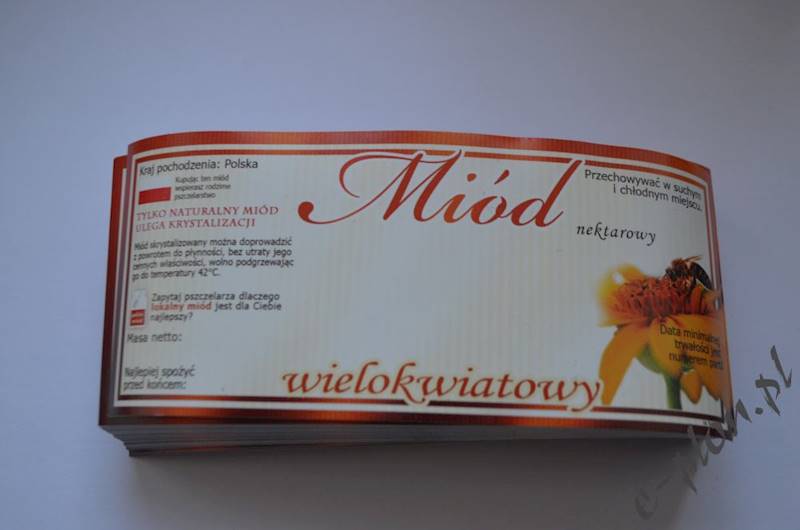 Kraj pochodzenia: Polska
Kupując ten miód
wspierasz rodzime
pszczelarstwo
TYLKO NATURALNY MIÓD
ULEGA KRYSTALIZACJI
Miód skrystalizowany można doprowadzić
z powrotem do płynności, bez utraty jego
cennych właściwości, wolno podgrzewając
go do temperatury 42°C.
Zapytaj pszczelarza dlaczego
lokalny miód jest dla Ciebie
najlepszy?
Masa netto:
Najlepiej spożyć
przed końcem:
Miód
nektarowy
wielokwiatowy
Przechowywać w suchym
i chłodnym miejscu.
Data minimalnej
trwałości jest
numerem partii